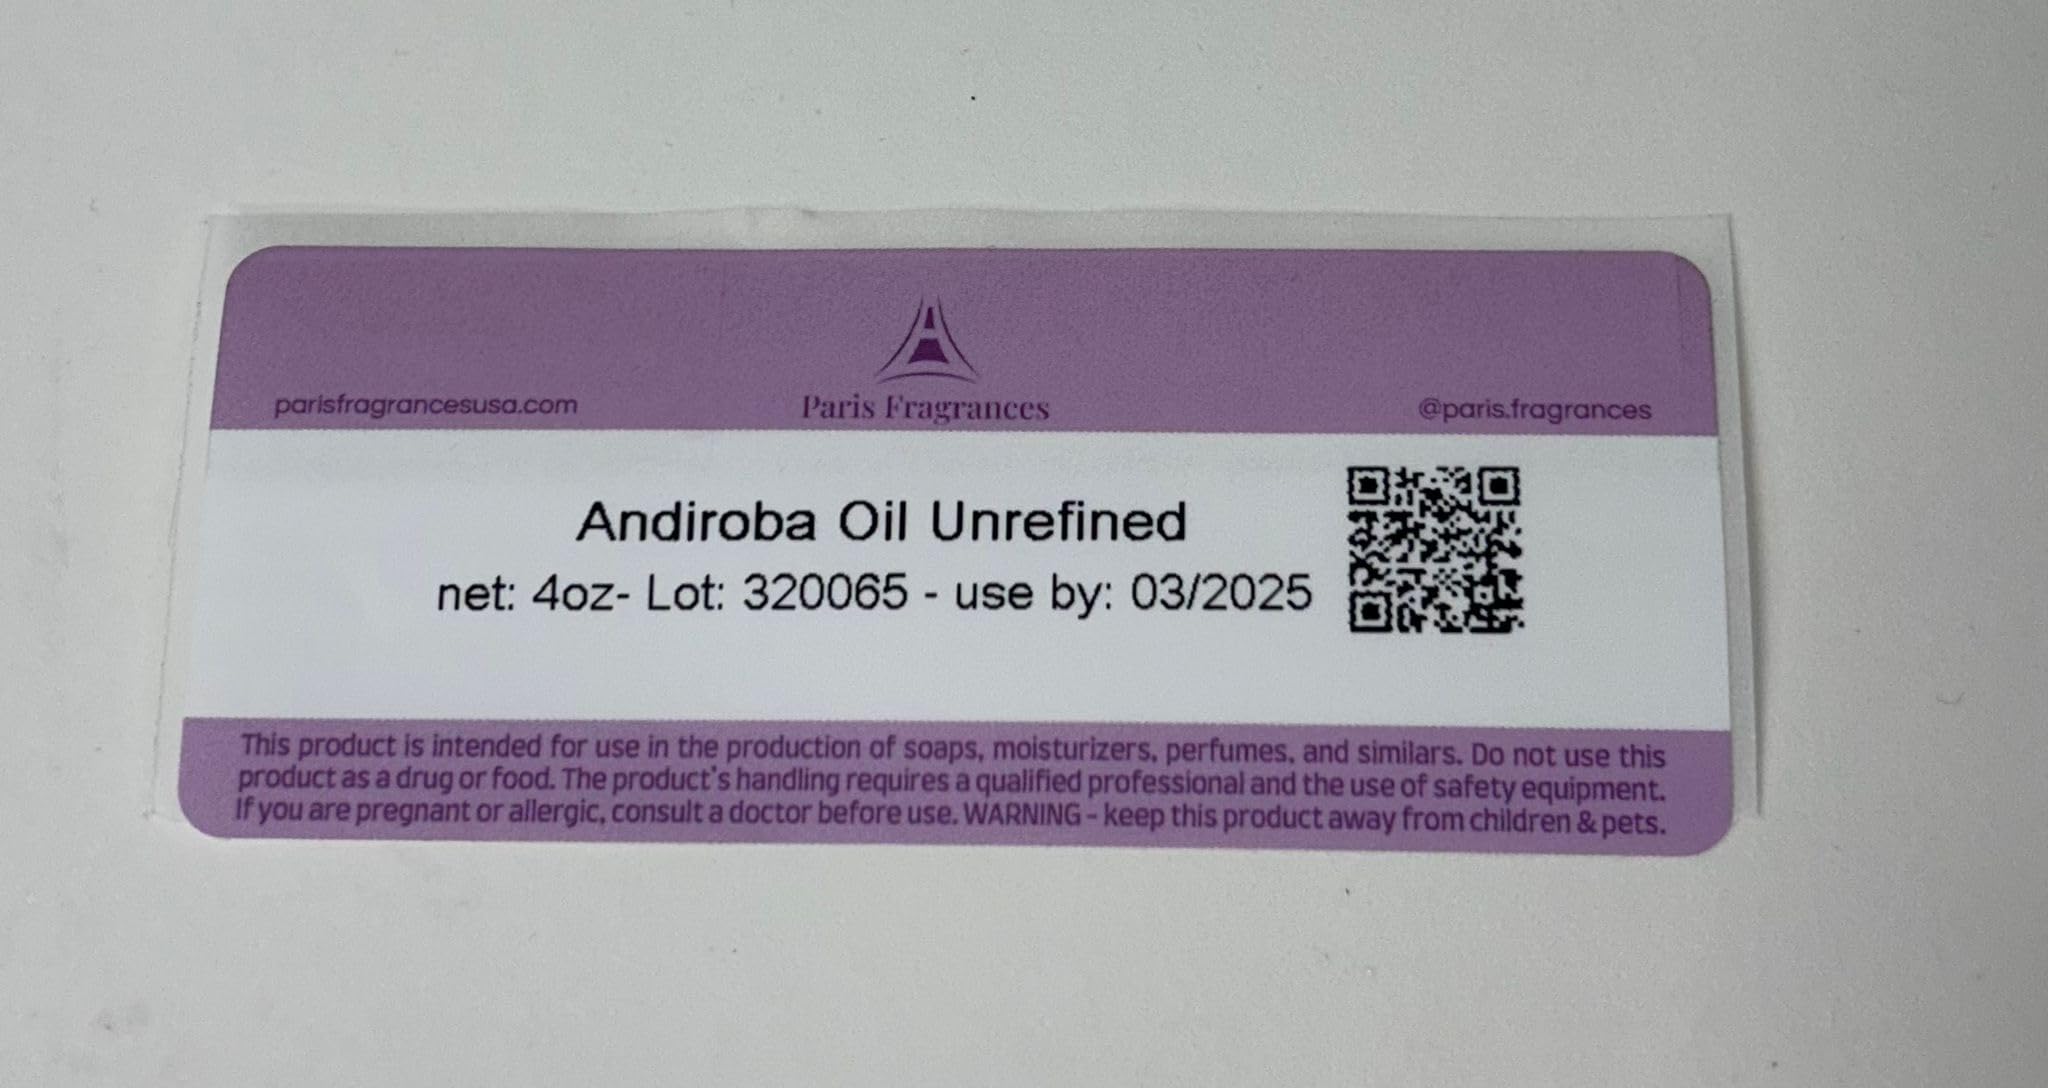 parisfragrancesusa.com
Paris Fragrances
@paris.fragrances
Andiroba Oil Unrefined
net: 4oz- Lot: 320065 - use by: 03/2025
This product is intended for use in the production of soaps, moisturizers, perfumes, and similars. Do not use this
product as a drug or food. The product's handling requires a qualified professional and the use of safety equipment.
If you are pregnant or allergic, consult a doctor before use. WARNING - keep this product away from children & pets.